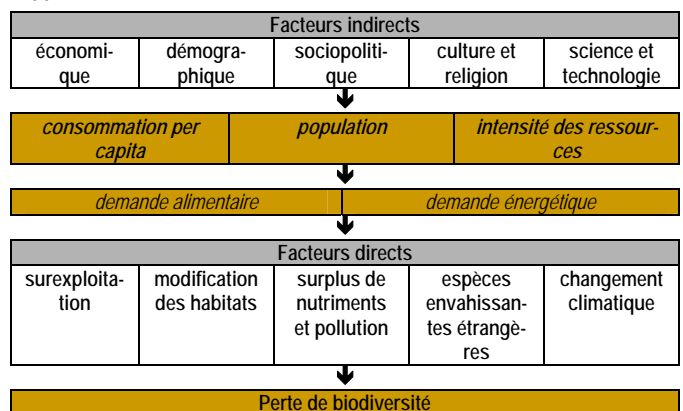 Facteurs indirects
économi- démogra- sociopoliti- culture et science et
que phique que religion technologie
consommation per population intensité des ressour-
capita ces
demande alimentaire demande énergétique
Facteurs directs
surexploita- modification surplus de espèces changement
tion des habitats nutriments envahissan- climatique
et pollution tes étrangè-
res
Perte de biodiversité